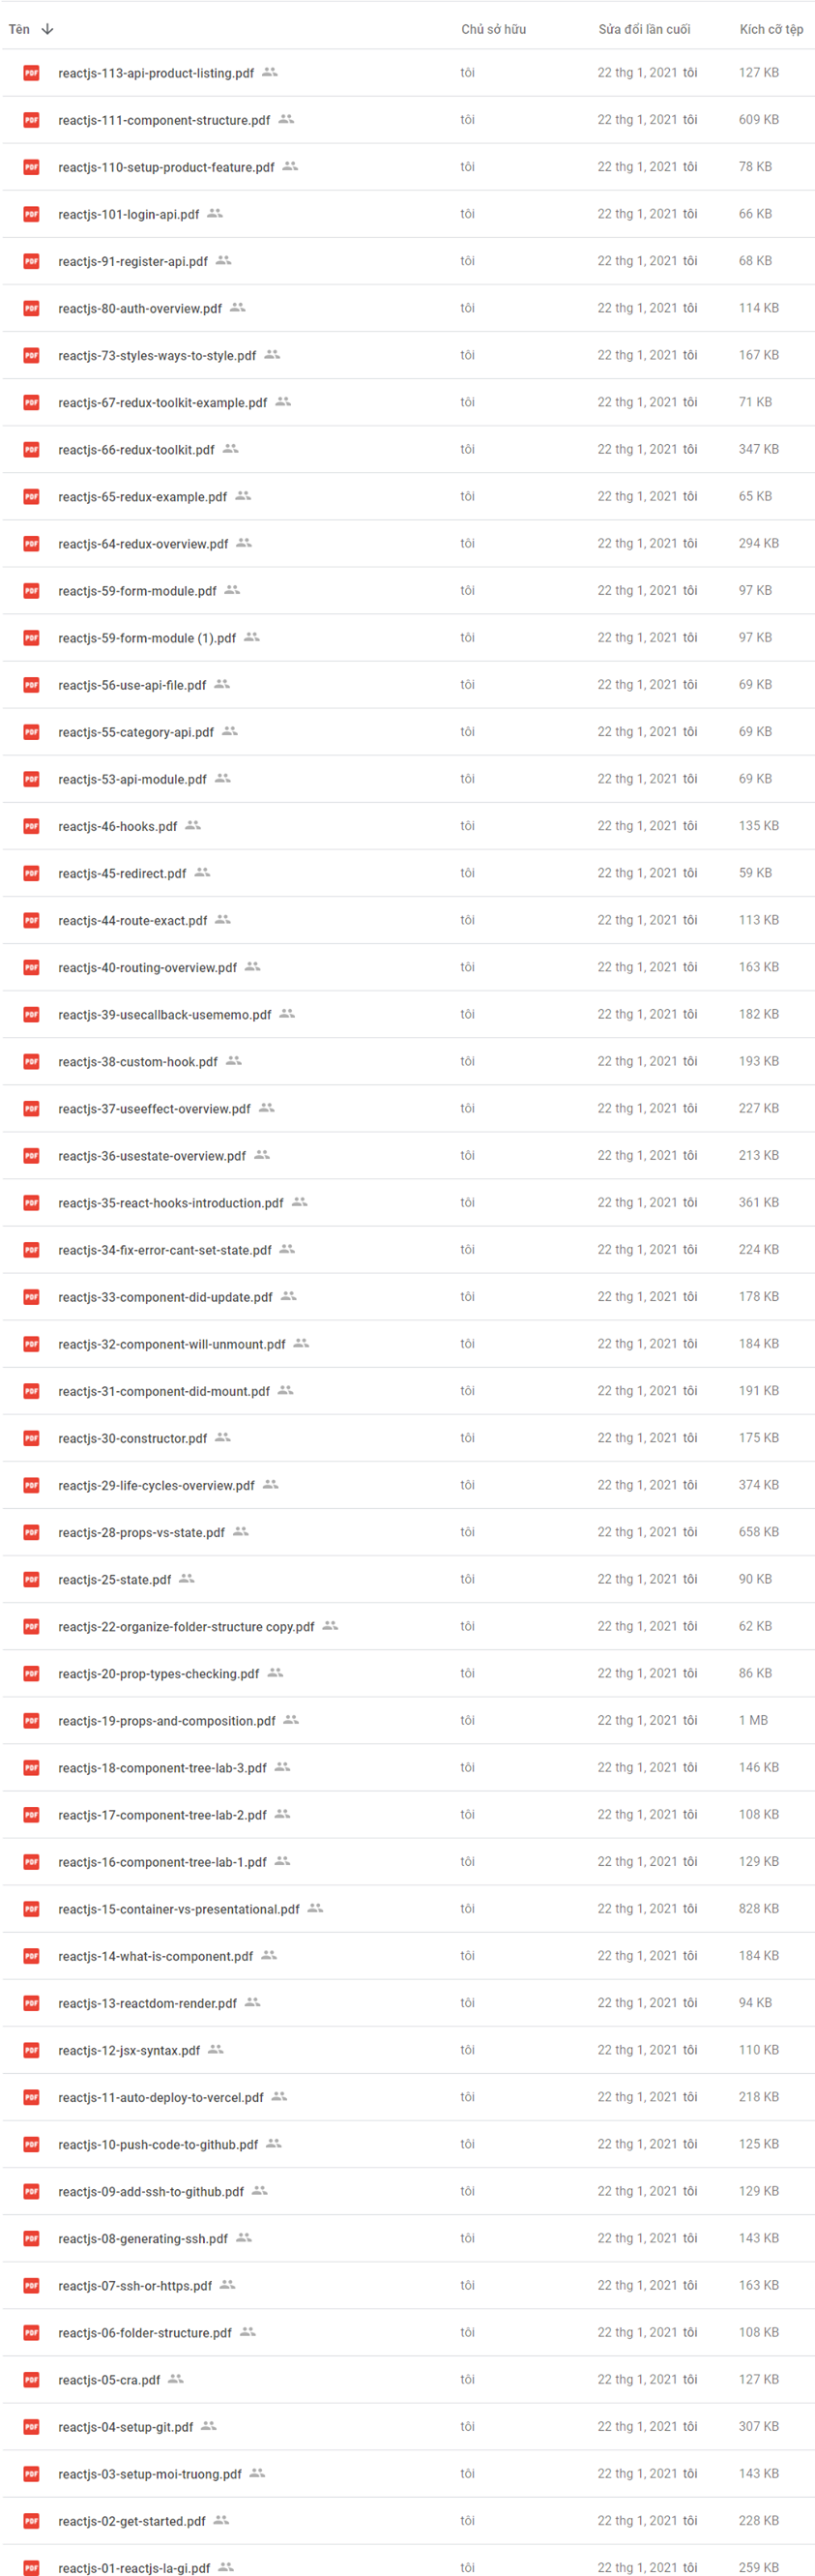 Tên Chủ sở hữu Sửa đổi lần cuối Kích cỡ tệp
PDF reactjs-113-api-product-listing.pdf tôi 22 thg 1, 2021 tôi 127 KB
PDF reactjs-111-component-structure.pdf tôi 22 thg 1, 2021 tôi 609 KB
PDF reactjs-110-setup-product-feature.pdf tôi 22 thg 1, 2021 tôi 78 KB
PDF reactjs-101-login-api.pdf tôi 22 thg 1, 2021 tôi 66 KB
PDF reactjs-91-register-api.pdf tôi 22 thg 1, 2021 tôi 68 KB
PDF reactjs-80-auth-overview.pdf tôi 22 thg 1, 2021 tôi 114 KB
PDF reactjs-73-styles-ways-to-style.pdf tôi 22 thg 1, 2021 tôi 167 KB
PDF reactjs-67-redux-toolkit-example.pdf tôi 22 thg 1, 2021 tôi 71 KB
PDF reactjs-66-redux-toolkit.pdf tôi 22 thg 1, 2021 tôi 347 KB
PDF reactjs-65-redux-example.pdf tôi 22 thg 1, 2021 tôi 65 KB
PDF reactjs-64-redux-overview.pdf tôi 22 thg 1, 2021 tôi 294 KB
PDF reactjs-59-form-module.pdf tôi 22 thg 1, 2021 tôi 97 KB
PDF reactjs-59-form-module (1).pdf tôi 22 thg 1, 2021 tôi 97 KB
PDF reactjs-56-use-api-file.pdf tôi 22 thg 1, 2021 tôi 69 KB
PDF reactjs-55-category-api.pdf tôi 22 thg 1, 2021 tôi 69 KB
PDF reactjs-53-api-module.pdf tôi 22 thg 1, 2021 tôi 69 KB
PDF reactjs-46-hooks.pdf tôi 22 thg 1, 2021 tôi 135 KB
PDF reactjs-45-redirect.pdf tôi 22 thg 1, 2021 tôi 59 KB
PDF reactjs-44-route-exact.pdf tôi 22 thg 1, 2021 tôi 113 KB
PDF reactjs-40-routing-overview.pdf tôi 22 thg 1, 2021 tôi 163 KB
PDF reactjs-39-usecallback-usememo.pdf tôi 22 thg 1, 2021 tôi 182 KB
PDF reactjs-38-custom-hook.pdf tôi 22 thg 1, 2021 tôi 193 KB
PDF reactjs-37-useeffect-overview.pdf tôi 22 thg 1, 2021 tôi 227 KB
PDF reactjs-36-usestate-overview.pdf tôi 22 thg 1, 2021 tôi 213 KB
PDF reactjs-35-react-hooks-introduction.pdf tôi 22 thg 1, 2021 tôi 361 KB
PDF reactjs-34-fix-error-cant-set-state.pdf tôi 22 thg 1, 2021 tôi 224 KB
PDF reactjs-33-component-did-update.pdf tôi 22 thg 1, 2021 tôi 178 KB
PDF reactjs-32-component-will-unmount.pdf tôi 22 thg 1, 2021 tôi 184 KB
PDF reactjs-31-component-did-mount.pdf tôi 22 thg 1, 2021 tôi 191 KB
PDF reactjs-30-constructor.pdf tôi 22 thg 1, 2021 tôi 175 KB
PDF reactjs-29-life-cycles-overview.pdf tôi 22 thg 1, 2021 tôi 374 KB
PDF reactjs-28-props-vs-state.pdf tôi 22 thg 1, 2021 tôi 658 KB
PDF reactjs-25-state.pdf tôi 22 thg 1, 2021 tôi 90 KB
PDF reactjs-22-organize-folder-structure copy.pdf tôi 22 thg 1, 2021 tôi 62 KB
PDF reactjs-20-prop-types-checking.pdf tôi 22 thg 1, 2021 tôi 86 KB
PDF reactjs-19-props-and-composition.pdf tôi 22 thg 1, 2021 tôi 1 MB
PDF reactjs-18-component-tree-lab-3.pdf tôi 22 thg 1, 2021 tôi 146 KB
PDF reactjs-17-component-tree-lab-2.pdf tôi 22 thg 1, 2021 tôi 108 KB
PDF reactjs-16-component-tree-lab-1.pdf tôi 22 thg 1, 2021 tôi 129 KB
PDF reactjs-15-container-vs-presentational.pdf tôi 22 thg 1, 2021 tôi 828 KB
PDF reactjs-14-what-is-component.pdf tôi 22 thg 1, 2021 tôi 184 KB
PDF reactjs-13-reactdom-render.pdf tôi 22 thg 1, 2021 tôi 94 KB
PDF reactjs-12-jsx-syntax.pdf tôi 22 thg 1, 2021 tôi 110 KB
PDF reactjs-11-auto-deploy-to-vercel.pdf tôi 22 thg 1, 2021 tôi 218 KB
PDF reactjs-10-push-code-to-github.pdf tôi 22 thg 1, 2021 tôi 125 KB
PDF reactjs-09-add-ssh-to-github.pdf tôi 22 thg 1, 2021 tôi 129 KB
PDF reactjs-08-generating-ssh.pdf tôi 22 thg 1, 2021 tôi 143 KB
PDF reactjs-07-ssh-or-https.pdf tôi 22 thg 1, 2021 tôi 163 KB
PDF reactjs-06-folder-structure.pdf tôi 22 thg 1, 2021 tôi 108 KB
PDF reactjs-05-cra.pdf tôi 22 thg 1, 2021 tôi 127 KB
PDF reactjs-04-setup-git.pdf tôi 22 thg 1, 2021 tôi 307 KB
PDF reactjs-03-setup-moi-truong.pdf tôi 22 thg 1, 2021 tôi 143 KB
PDF reactjs-02-get-started.pdf tôi 22 thg 1, 2021 tôi 228 KB
PDF reactjs-01-reactjs-la-gi.pdf tôi 22 thg 1, 2021 tôi 259 KB